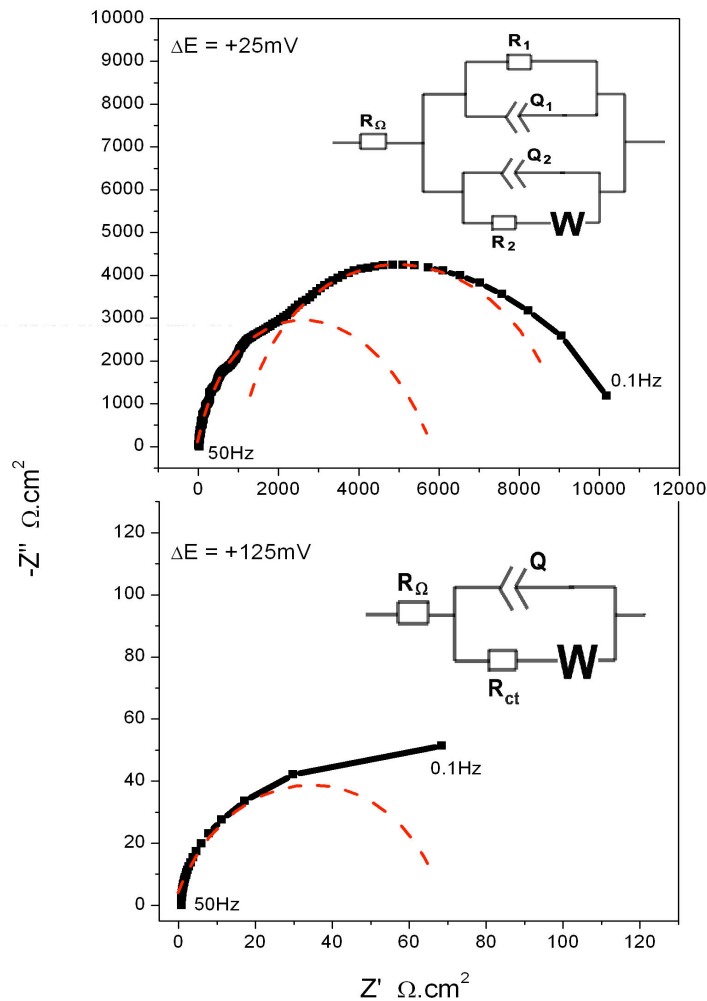 10000
9000
8000
7000
6000
5000
4000
3000
2000
1000
0
ΔE = +25mV
R1
Q1
RΩ
Q2
R2
W
0.1Hz
50Hz
0 2000 4000 6000 8000 10000 12000
-Z'' Ω.cm²
120
100
80
60
40
20
0
ΔE = +125mV
Q
RΩ
W
Rct
0.1Hz
50Hz
0 20 40 60 80 100 120
Z' Ω.cm²